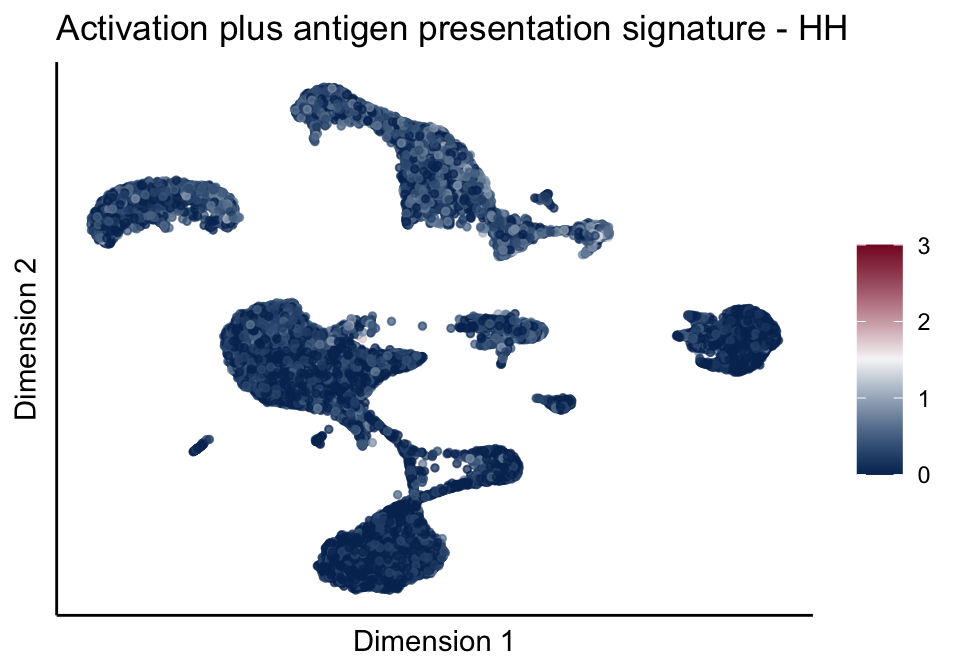 Activation plus antigen presentation signature - HH
Dimension 2
3
2
1
0
Dimension 1